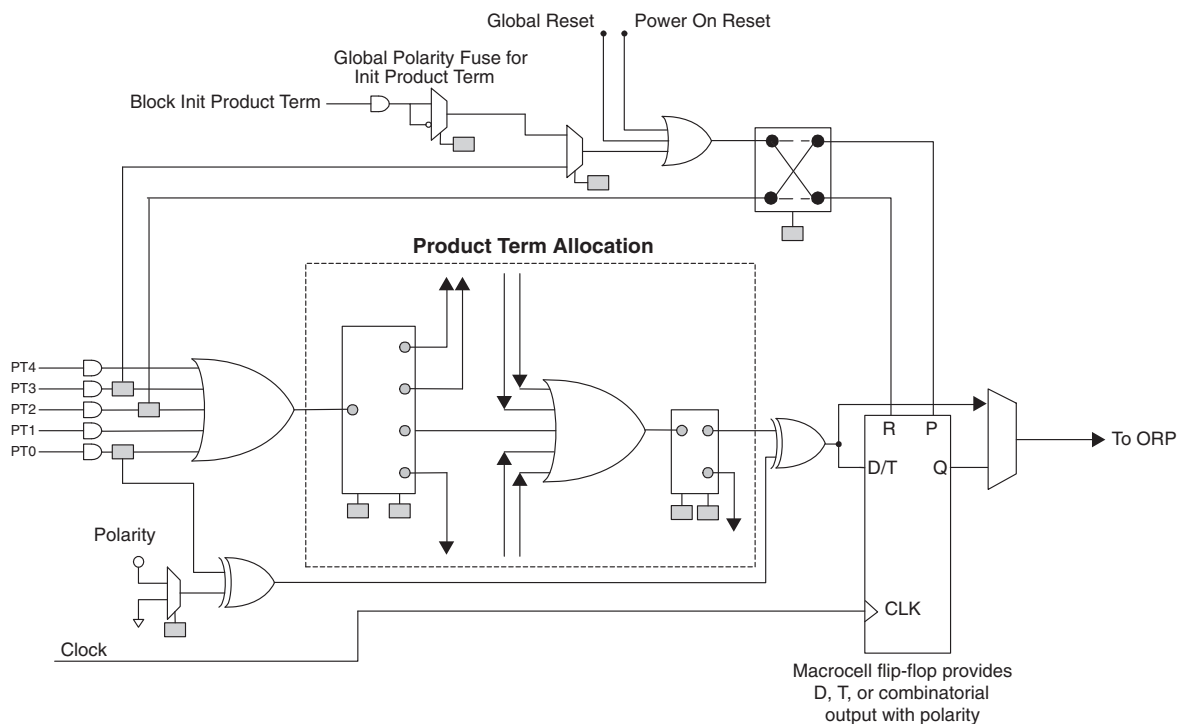 Global Reset
Power On Reset
Global Polarity Fuse for
Init Product Term
Block Init Product Term
Product Term Allocation
PT4
PT3
PT2
PT1
PT0
R
P
To ORP
D/T
Q
Polarity
CLK
Clock
Macrocell flip-flop provides
D, T, or combinatorial
output with polarity